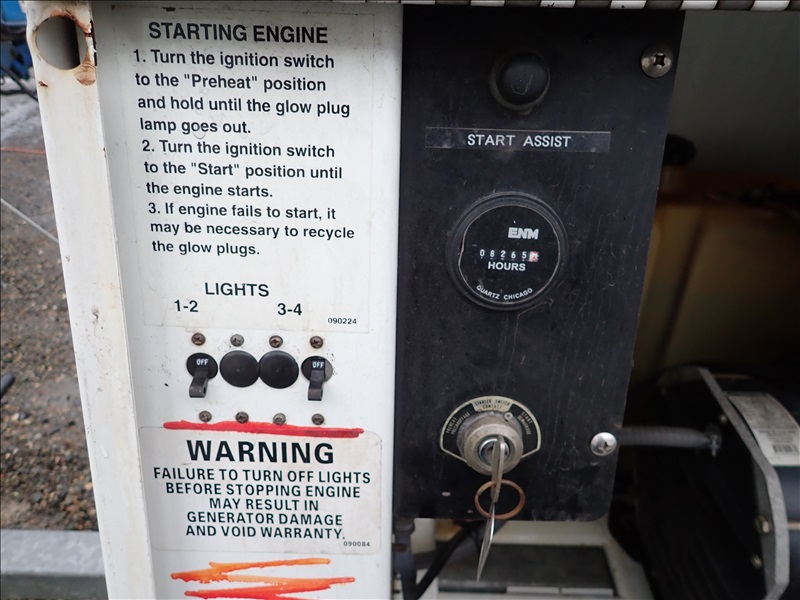 STARTING ENGINE
1. Turn the ignition switch
to the "Preheat" position
and hold until the glow plug
lamp goes out.
2. Turn the ignition switch
to the "Start" position until
the engine starts.
3. If engine fails to start, it
may be necessary to recycle
the glow plugs.
LIGHTS
1-2 3-4
090224
OFF OFF
WARNING
FAILURE TO TURN OFF LIGHTS
BEFORE STOPPING ENGINE
MAY RESULT IN
GENERATOR DAMAGE
AND VOID WARRANTY.
090084
START ASSIST
ENM
08265
HOURS
QUARTZ CHICAGO
STARTER SWITCH
CONTACT
START